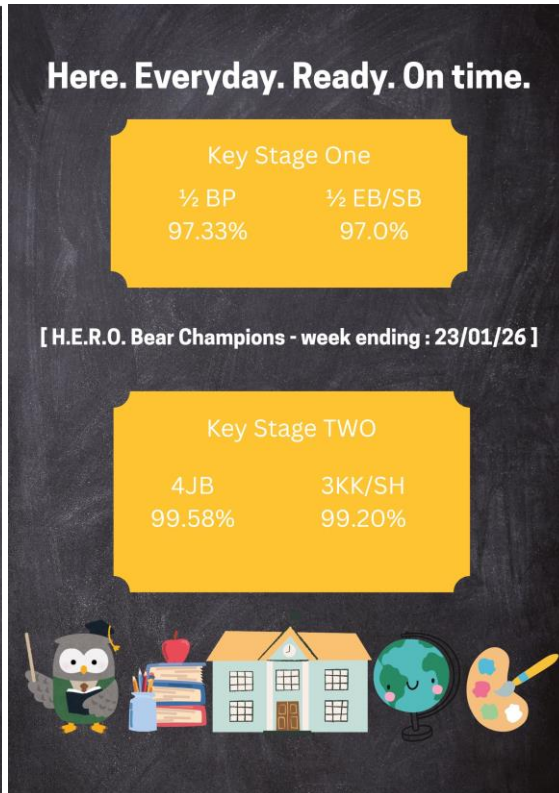 Here. Everyday. Ready. On time.
Key Stage One
½ BP ½ EB/SB
97.33% 97.0%
[ H.E.R.O. Bear Champions - week ending : 23/01/26 ]
Key Stage TWO
4JB 3KK/SH
99.58% 99.20%